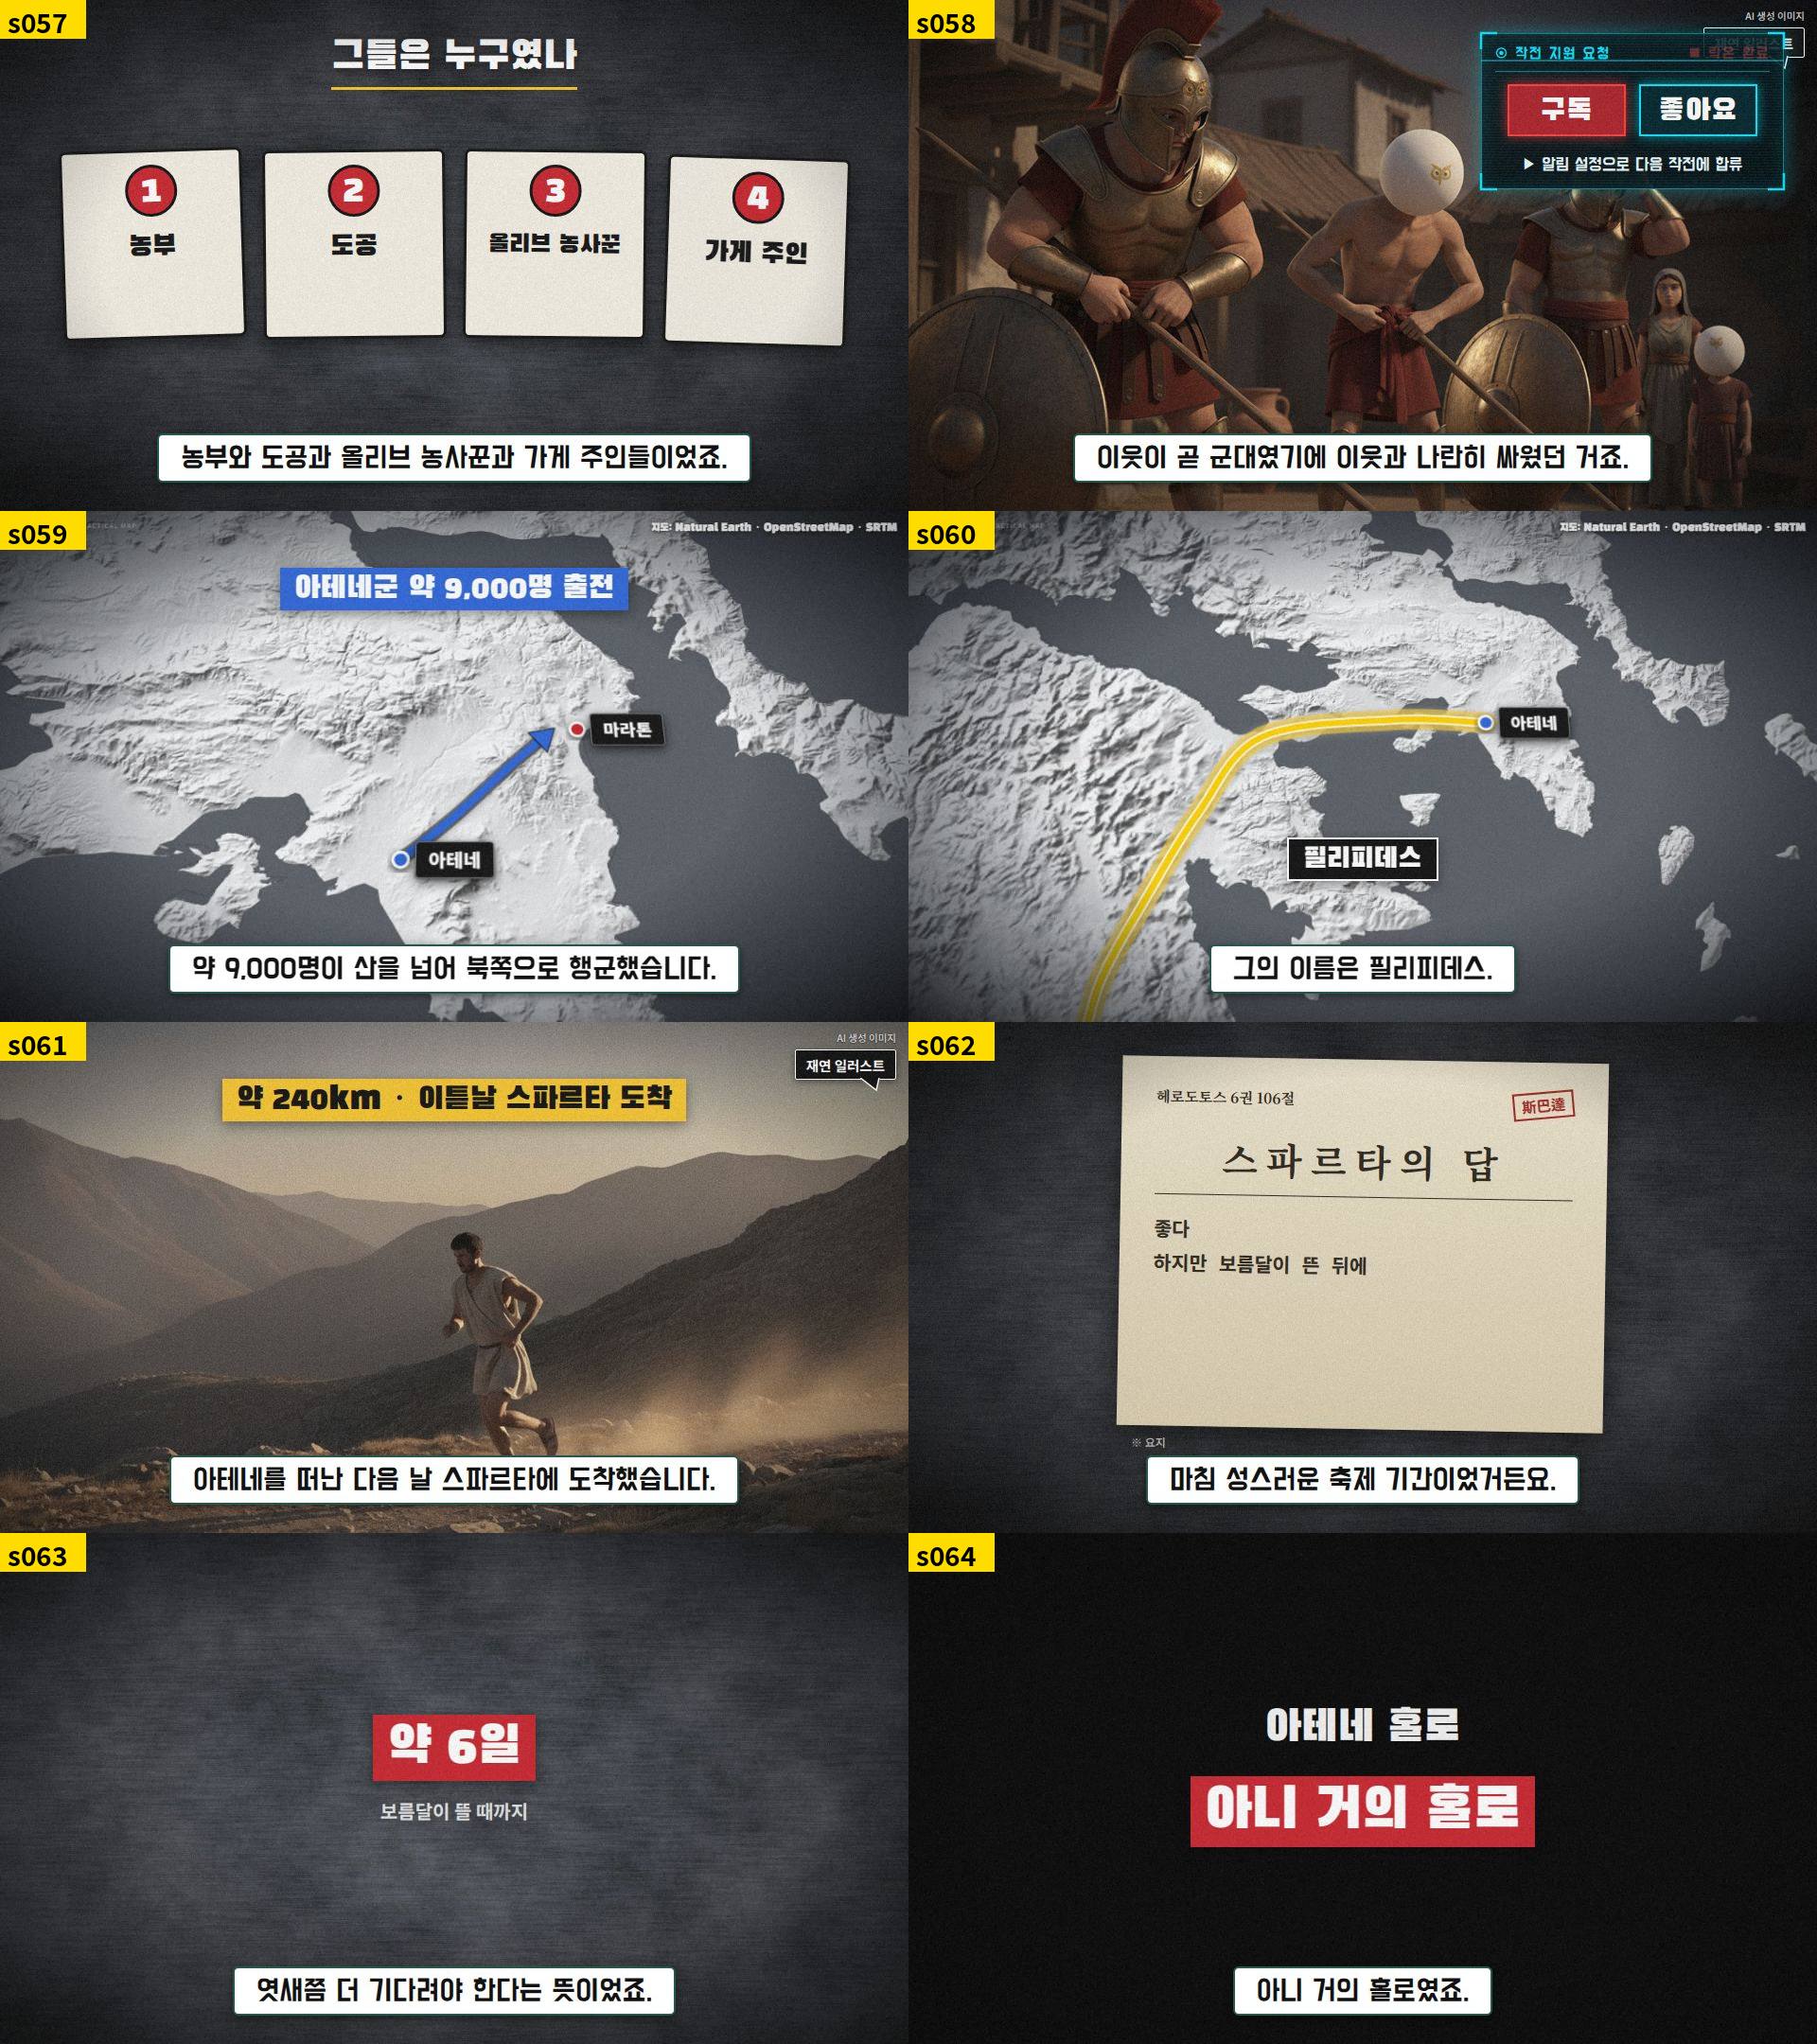 s057
그들은 누구였나
1
농부
2
도공
3
올리브 농사꾼
4
가게 주인
농부와 도공과 올리브 농사꾼과 가게 주인들이었죠.
s058
AI 생성 이미지
작전 지원 요청
구독
좋아요
▶ 알림 설정으로 다음 작전에 합류
이웃이 곧 군대였기에 이웃과 나란히 싸웠던 거죠.
s059
지도: Natural Earth · OpenStreetMap · SRTM
아테네군 약 9,000명 출전
마라톤
아테네
약 9,000명이 산을 넘어 북쪽으로 행군했습니다.
s060
지도: Natural Earth · OpenStreetMap · SRTM
아테네
필리피데스
그의 이름은 필리피데스.
s061
AI 생성 이미지
재연 일러스트
약 240km · 이튿날 스파르타 도착
아테네를 떠난 다음 날 스파르타에 도착했습니다.
s062
헤로도토스 6권 106절
斯巴達
스파르타의 답
좋다
하지만 보름달이 뜬 뒤에
※ 요지
마침 성스러운 축제 기간이었거든요.
s063
약 6일
보름달이 뜰 때까지
엿새쯤 더 기다려야 한다는 뜻이었죠.
s064
아테네 홀로
아니 거의 홀로
아니 거의 홀로였죠.